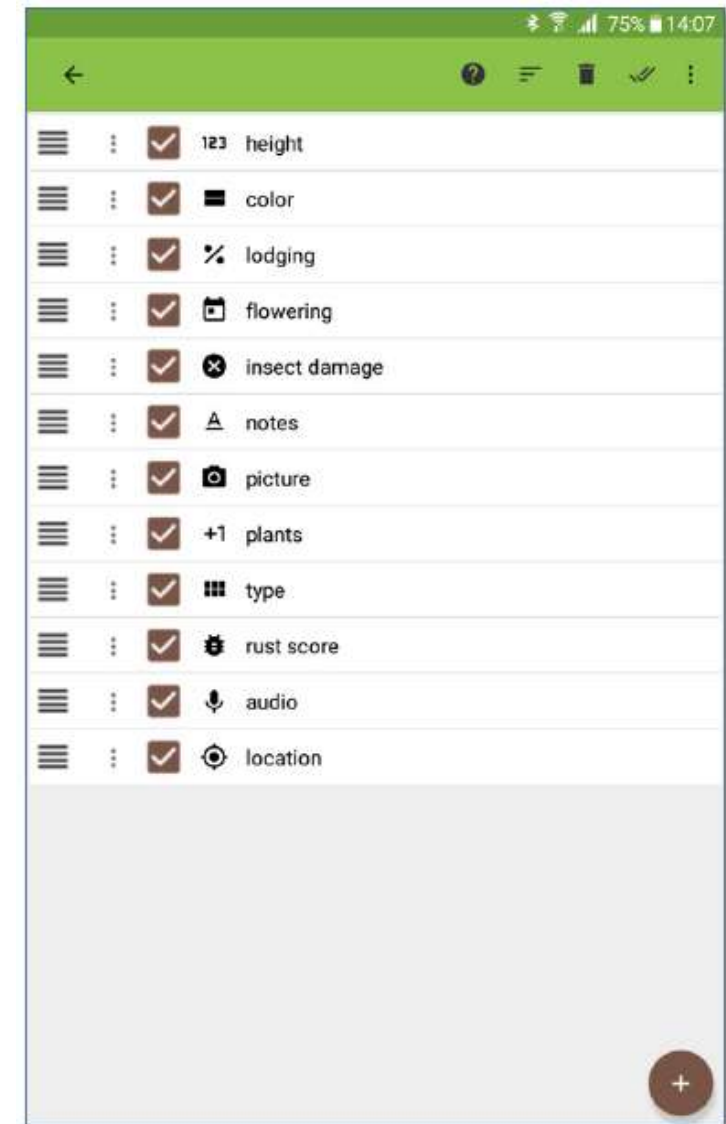 75% 14:07
123 height
color
% lodging
flowering
insect damage
A notes
picture
+1 plants
type
rust score
audio
location